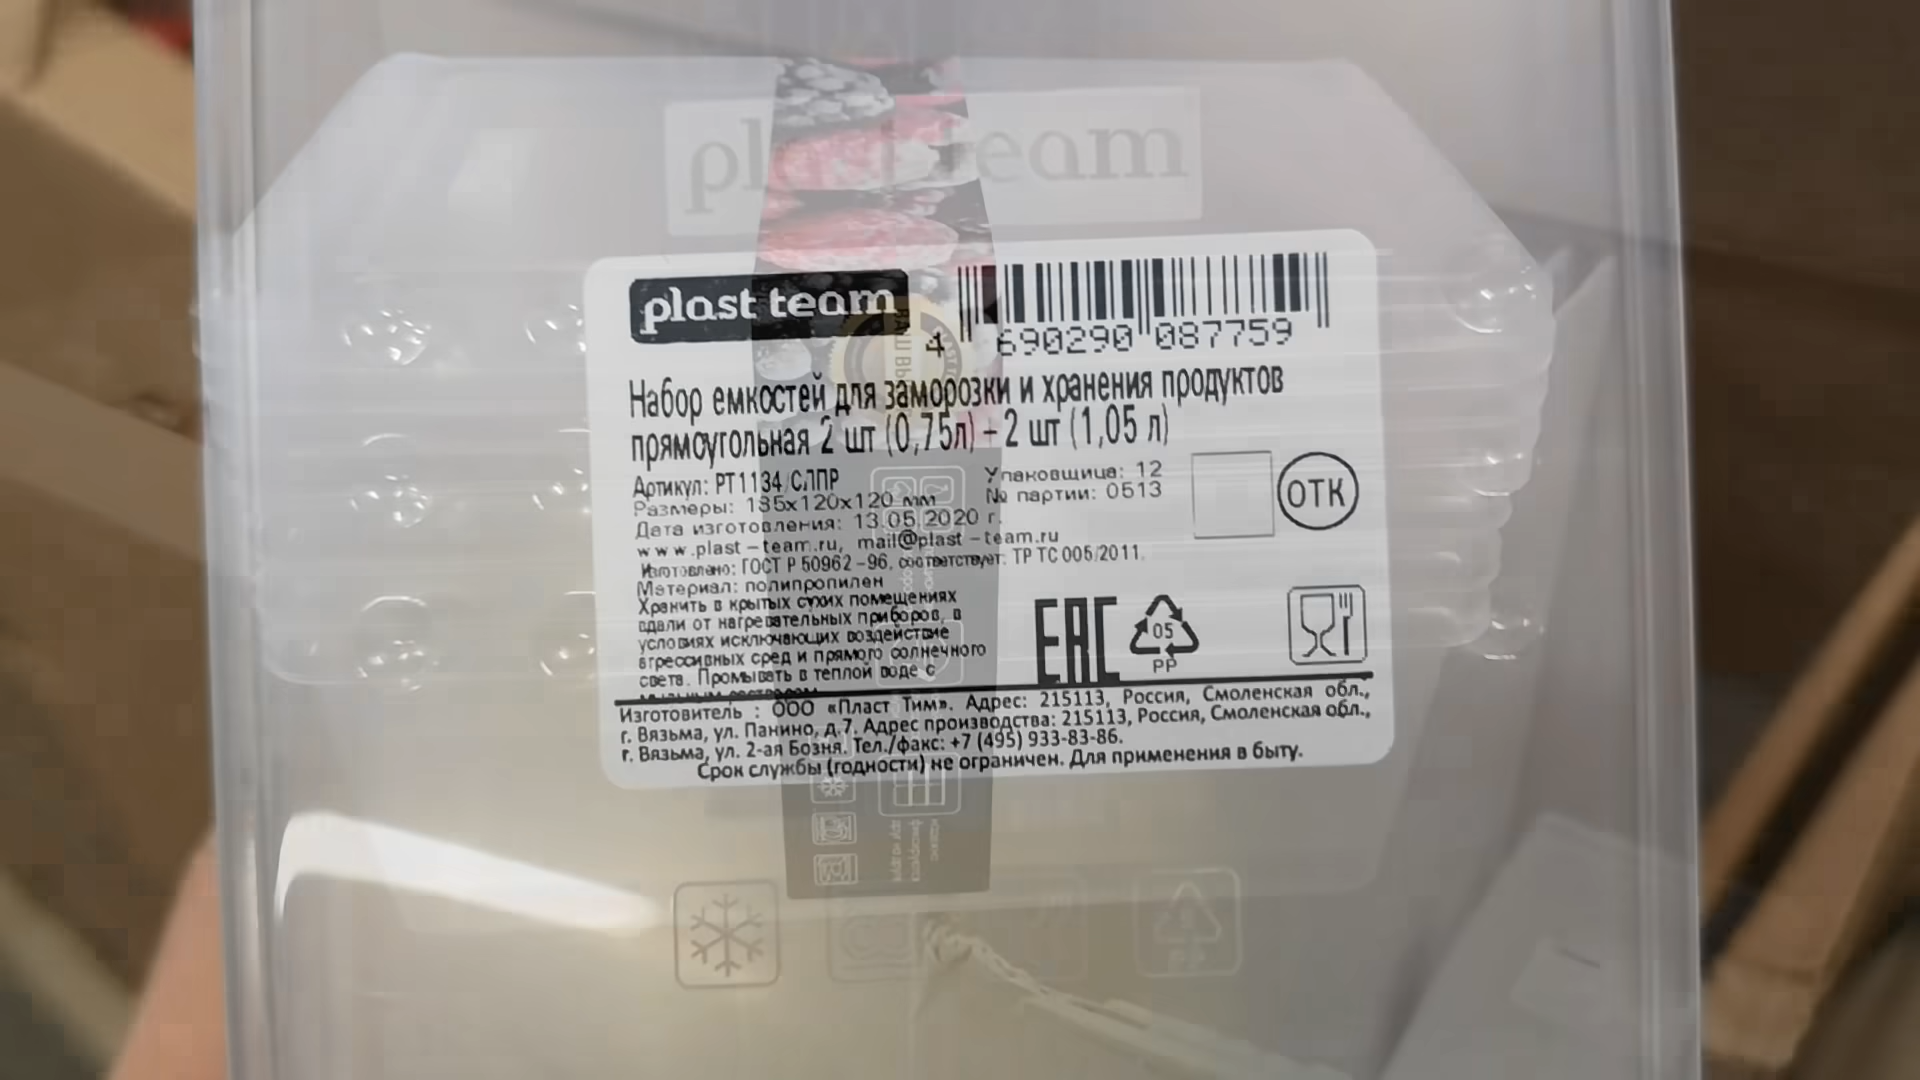 plast team
plast team
4 690290 087759
Набор емкостей для заморозки и хранения продуктов
прямоугольная 2 шт (0,75л) + 2 шт (1,05 л)
Артикул: PT1134/СЛПР
Упаковщица: 12
Размеры: 135x120x120 мм
№ партии: 0513
ОТК
Дата изготовления: 13.05.2020 г.
www.plast-team.ru, mail@plast-team.ru
Изготовлено: ГОСТ Р 50962-96, соответствует: ТР ТС 005/2011.
Материал: полипропилен
Хранить в крытых сухих помещениях
вдали от нагревательных приборов, в
условиях исключающих воздействие
агрессивных сред и прямого солнечного
света. Промывать в теплой воде с
EAC
05
PP
Изготовитель : ООО «Пласт Тим». Адрес: 215113, Россия, Смоленская обл.,
г. Вязьма, ул. Панино, д.7. Адрес производства: 215113, Россия, Смоленская обл.,
г. Вязьма, ул. 2-ая Бозня. Тел./факс: +7 (495) 933-83-86.
Срок службы (годности) не ограничен. Для применения в быту.